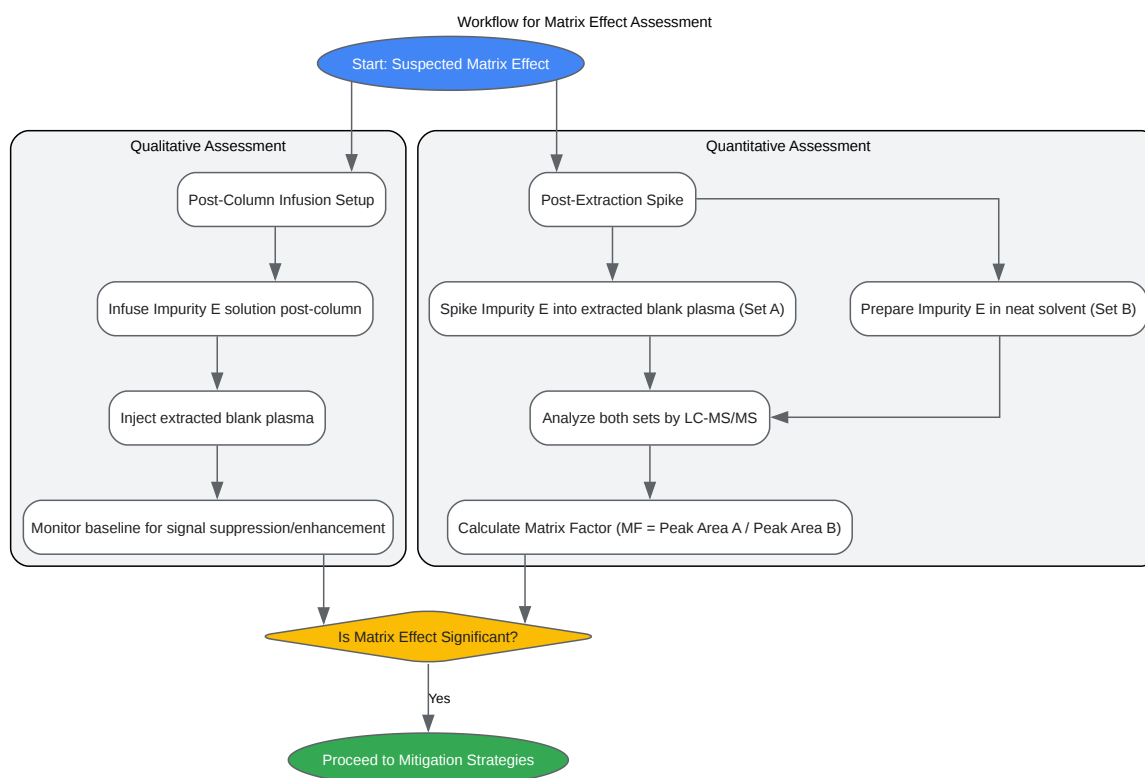 Workflow for Matrix Effect Assessment
Start: Suspected Matrix Effect
Qualitative Assessment
Post-Column Infusion Setup
Infuse Impurity E solution post-column
Inject extracted blank plasma
Monitor baseline for signal suppression/enhancement
Quantitative Assessment
Post-Extraction Spike
Spike Impurity E into extracted blank plasma (Set A)
Prepare Impurity E in neat solvent (Set B)
Analyze both sets by LC-MS/MS
Calculate Matrix Factor (MF = Peak Area A / Peak Area B)
Is Matrix Effect Significant?
Yes
Proceed to Mitigation Strategies